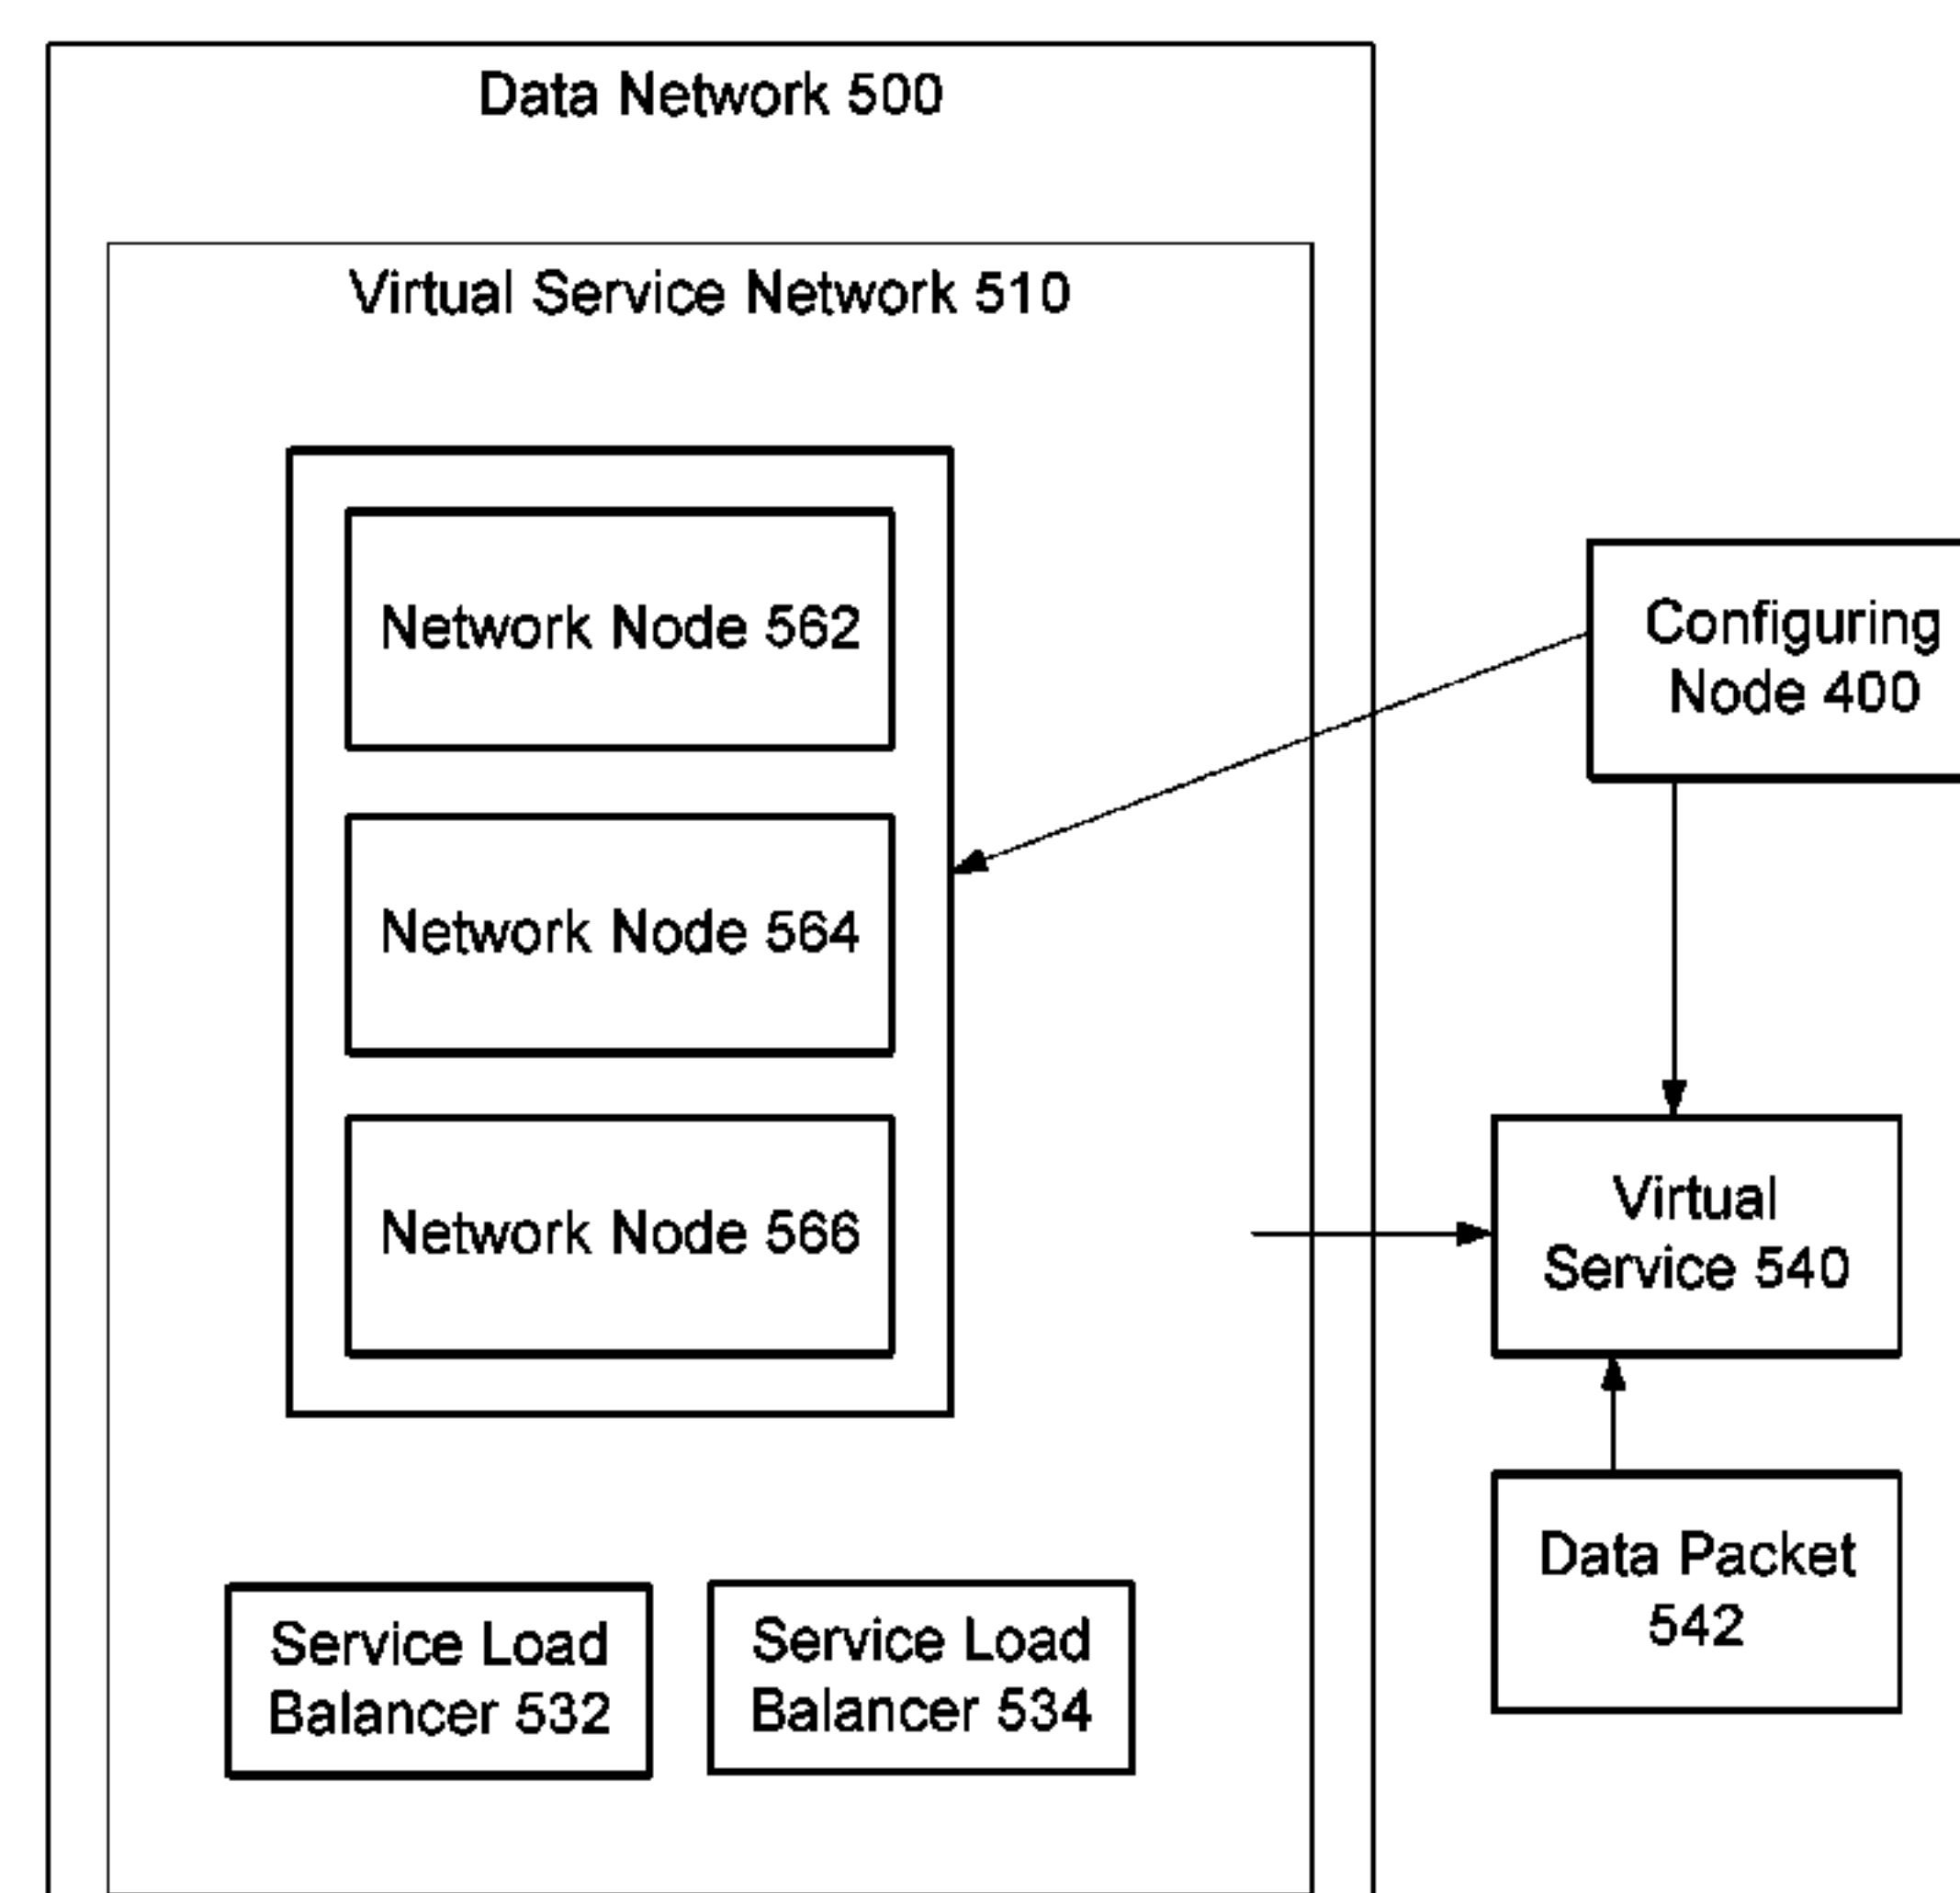 Data Network 500
Virtual Service Network 510
Network Node 562
Configuring
Node 400
Network Node 564
Network Node 566
Virtual
Service 540
Data Packet
542
Service Load
Balancer 532
Service Load
Balancer 534